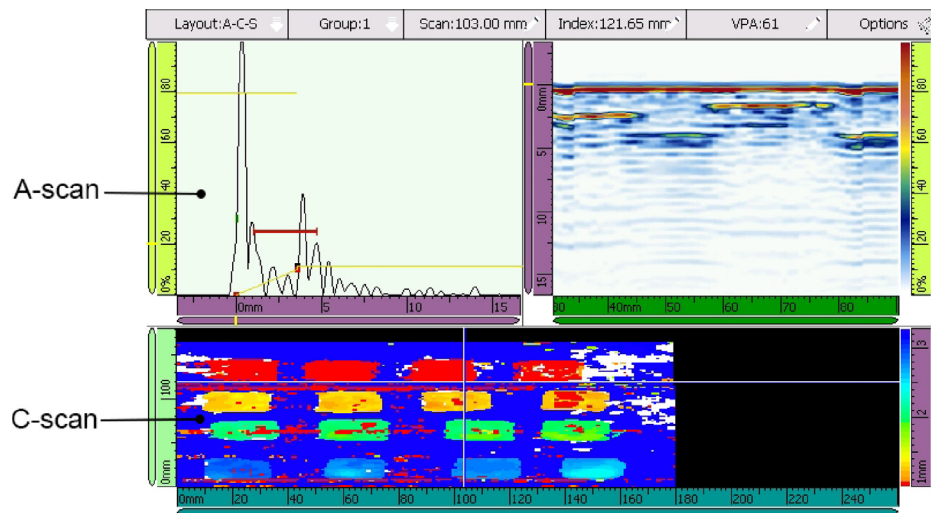 Layout:A-C-S Group:1 Scan:103.00 mm Index:121.65 mm VPA:61 Options
A-scan
0% 20 40 60 80
0mm 5 10 15
0mm 5 10 15
30 40mm 50 60 70 80
0% 20 40 60 80
C-scan
0mm 100
0mm 20 40 60 80 100 120 140 160 180 200 220 240
1mm 2 3